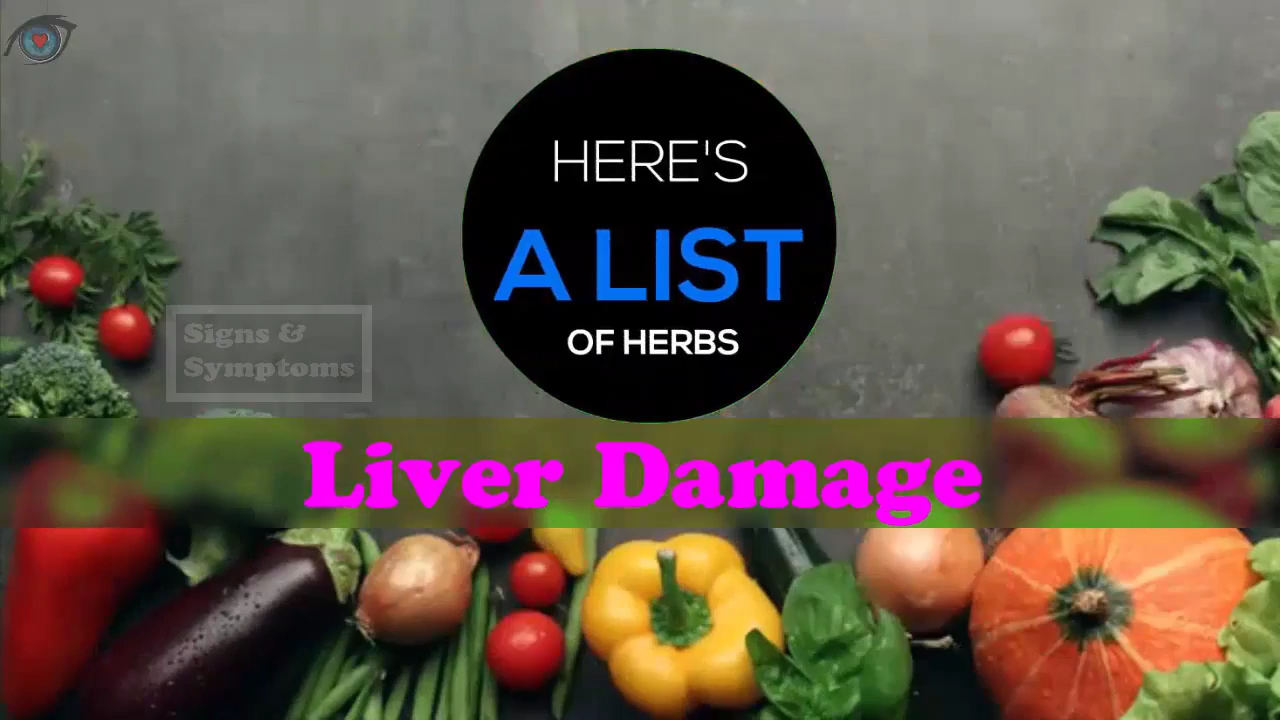 HERE'S
A LIST
OF HERBS
Signs &
Symptoms
Liver Damage